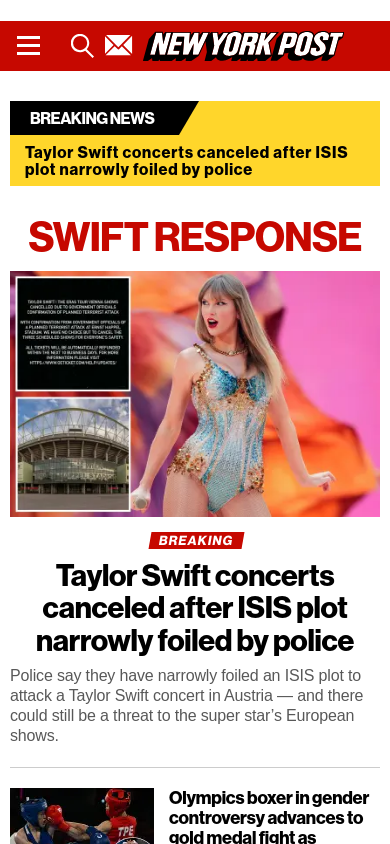 NEW YORK POST
BREAKING NEWS
Taylor Swift concerts canceled after ISIS
plot narrowly foiled by police
SWIFT RESPONSE
TAYLOR SWIFT | THE ERAS TOUR VIENNA SHOWS
CANCELLED DUE TO GOVERNMENT OFFICIALS
CONFIRMATION OF PLANNED TERRORIST ATTACK
WITH CONFIRMATION FROM GOVERNMENT OFFICIALS OF
A PLANNED TERRORIST ATTACK AT ERNST HAPPEL
STADIUM, WE HAVE NO CHOICE BUT TO CANCEL THE
THREE SCHEDULED SHOWS FOR EVERYONE'S SAFETY.
ALL TICKETS WILL BE AUTOMATICALLY REFUNDED
WITHIN THE NEXT 10 BUSINESS DAYS. FOR MORE
INFORMATION PLEASE VISIT
BREAKING
Taylor Swift concerts
canceled after ISIS plot
narrowly foiled by police
Police say they have narrowly foiled an ISIS plot to
attack a Taylor Swift concert in Austria — and there
could still be a threat to the super star’s European
shows.
TPE
Olympics boxer in gender
controversy advances to
gold medal fight as